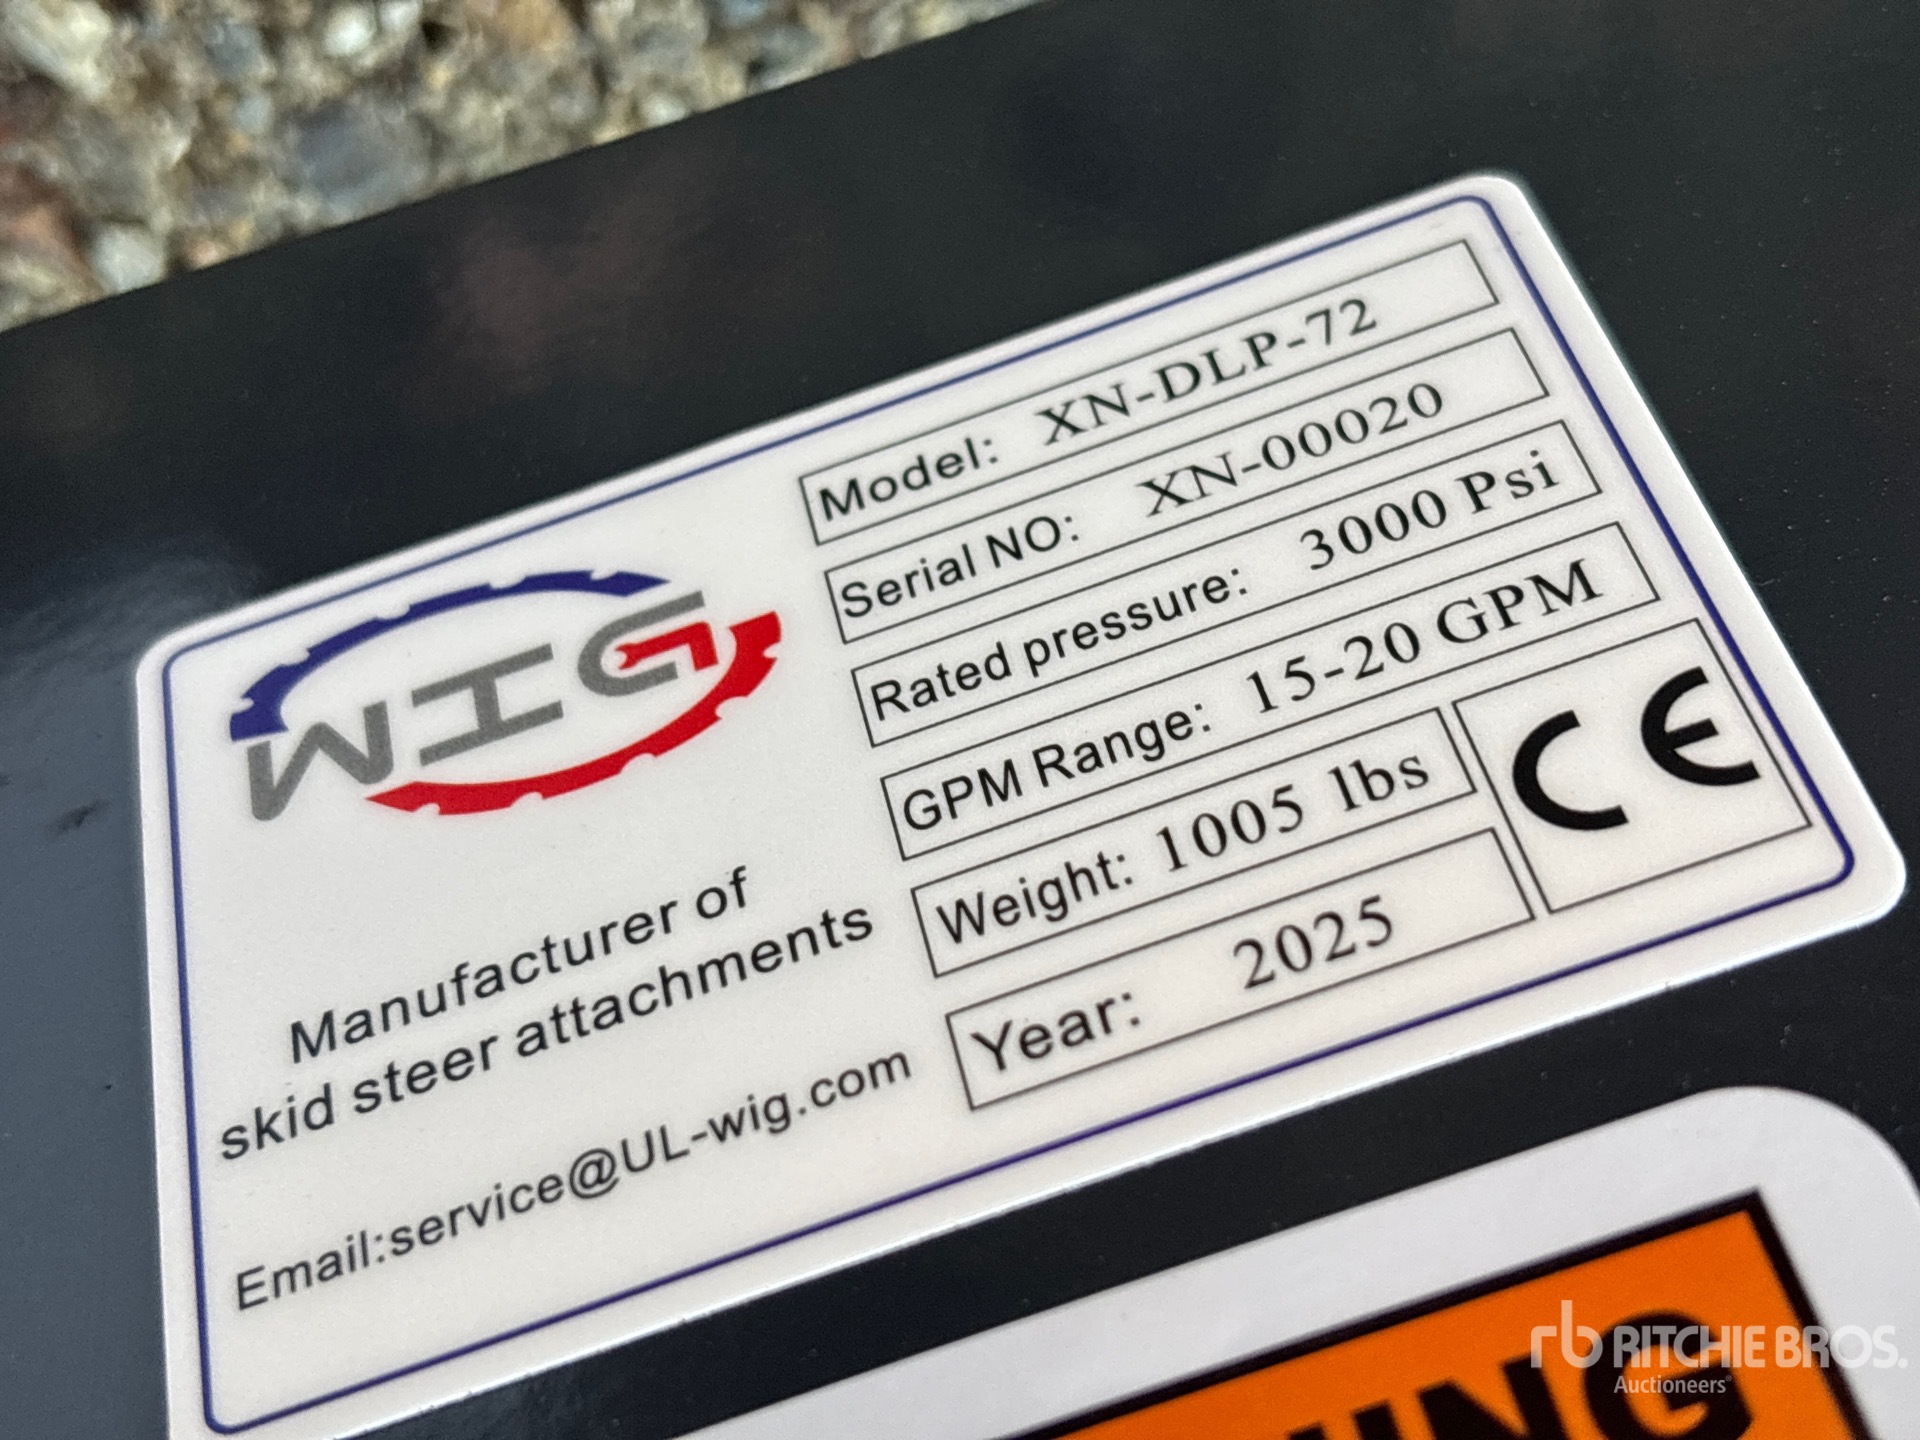 WIG
Manufacturer of
skid steer attachments
Email:service@UL-wig.com
Model: XN-DLP-72
Serial NO: XN-00020
Rated pressure: 3000 Psi
GPM Range: 15-20 GPM
Weight: 1005 lbs
Year: 2025
CE
rb RITCHIE BROS.
Auctioneers